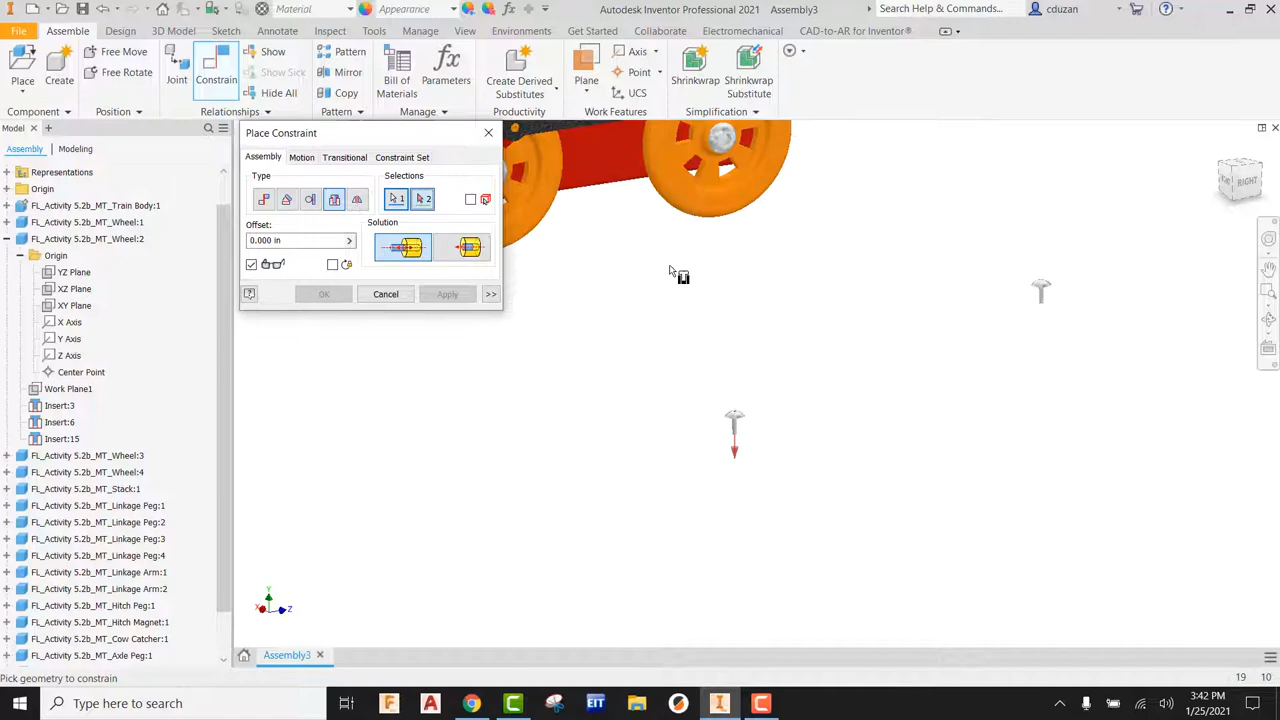 Material
Appearance
Autodesk Inventor Professional 2021 Assembly3
Search Help & Commands...
cduzan
File
Assemble
Design
3D Model
Sketch
Annotate
Inspect
Tools
Manage
View
Environments
Get Started
Collaborate
Electromechanical
CAD-to-AR for Inventor®
Place
Create
Free Move
Free Rotate
Joint
Constrain
Show
Show Sick
Hide All
Pattern
Mirror
Copy
Bill of Materials
fx
Parameters
Create Derived Substitutes
Plane
Axis
Point
UCS
Shrinkwrap
Shrinkwrap Substitute
Component
Position
Relationships
Pattern
Manage
Productivity
Work Features
Simplification
Model
Assembly
Modeling
Representations
Origin
FL_Activity 5.2b_MT_Train Body:1
FL_Activity 5.2b_MT_Wheel:1
FL_Activity 5.2b_MT_Wheel:2
Origin
YZ Plane
XZ Plane
XY Plane
X Axis
Y Axis
Z Axis
Center Point
Work Plane1
Insert:3
Insert:6
Insert:15
FL_Activity 5.2b_MT_Wheel:3
FL_Activity 5.2b_MT_Wheel:4
FL_Activity 5.2b_MT_Stack:1
FL_Activity 5.2b_MT_Linkage Peg:1
FL_Activity 5.2b_MT_Linkage Peg:2
FL_Activity 5.2b_MT_Linkage Peg:3
FL_Activity 5.2b_MT_Linkage Peg:4
FL_Activity 5.2b_MT_Linkage Arm:1
FL_Activity 5.2b_MT_Linkage Arm:2
FL_Activity 5.2b_MT_Hitch Peg:1
FL_Activity 5.2b_MT_Hitch Magnet:1
FL_Activity 5.2b_MT_Cow Catcher:1
FL_Activity 5.2b_MT_Axle Peg:1
Place Constraint
Assembly
Motion
Transitional
Constraint Set
Type
Selections
1
2
Offset:
0.000 in
Solution
OK
Cancel
Apply
>>
RIGHT
Y
X
Z
Assembly3
Pick geometry to constrain
19 10
Type here to search
EIT
3:42 PM
1/25/2021